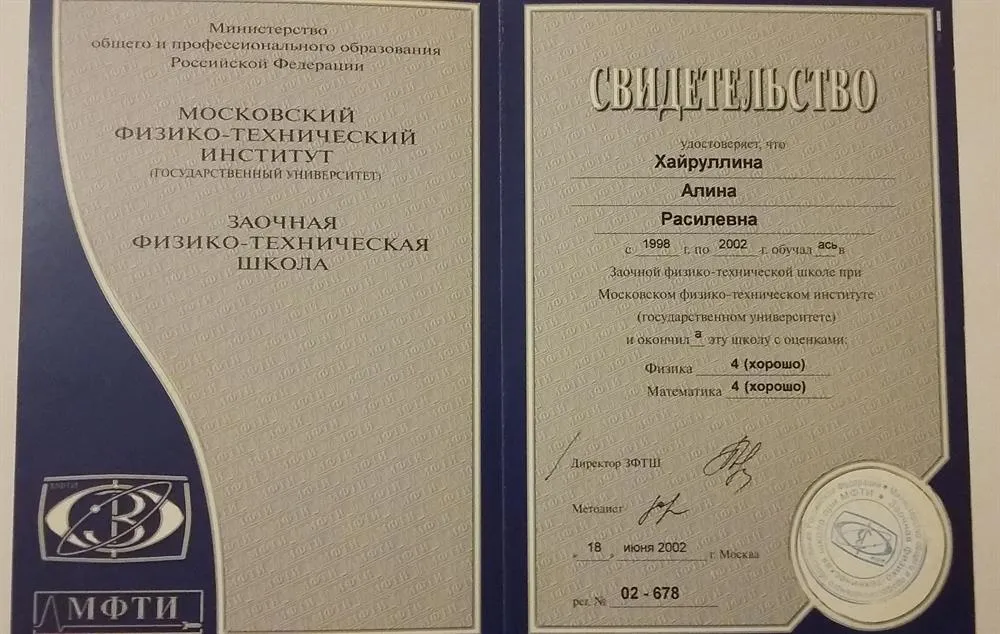 Министерство
общего и профессионального образования
Российской Федерации
МОСКОВСКИЙ
ФИЗИКО-ТЕХНИЧЕСКИЙ
ИНСТИТУТ
(ГОСУДАРСТВЕННЫЙ УНИВЕРСИТЕТ)
ЗАОЧНАЯ
ФИЗИКО-ТЕХНИЧЕСКАЯ
ШКОЛА
МФТИ
СВИДЕТЕЛЬСТВО
удостоверяет, что
Хайруллина
Алина
Расилевна
с 1998 г. по 2002 г. обучал ась в
Заочной физико-технической школе при
Московском физико-техническом институте
(государственном университете)
и окончил а эту школу с оценками:
Физика 4 (хорошо)
Математика 4 (хорошо)
Директор ЗФТШ
Методист
„ 18 „ июня 2002 г. Москва
рег. № 02 - 678